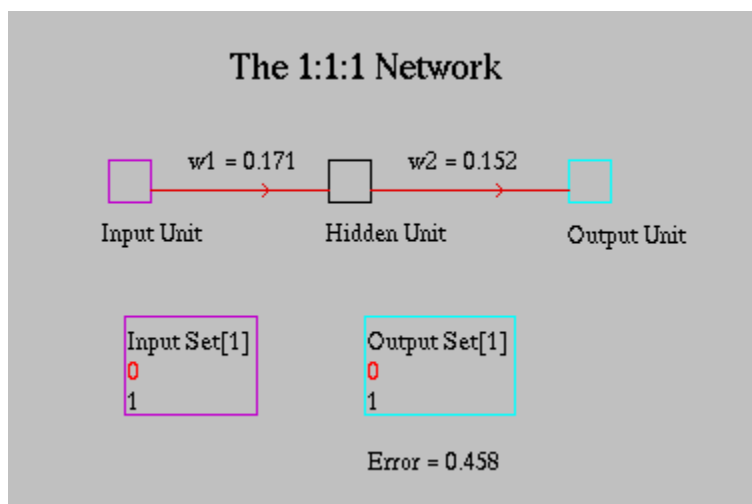 The 1:1:1 Network
w1 = 0.171
w2 = 0.152
Input Unit
Hidden Unit
Output Unit
Input Set[1]
0
1
Output Set[1]
0
1
Error = 0.458